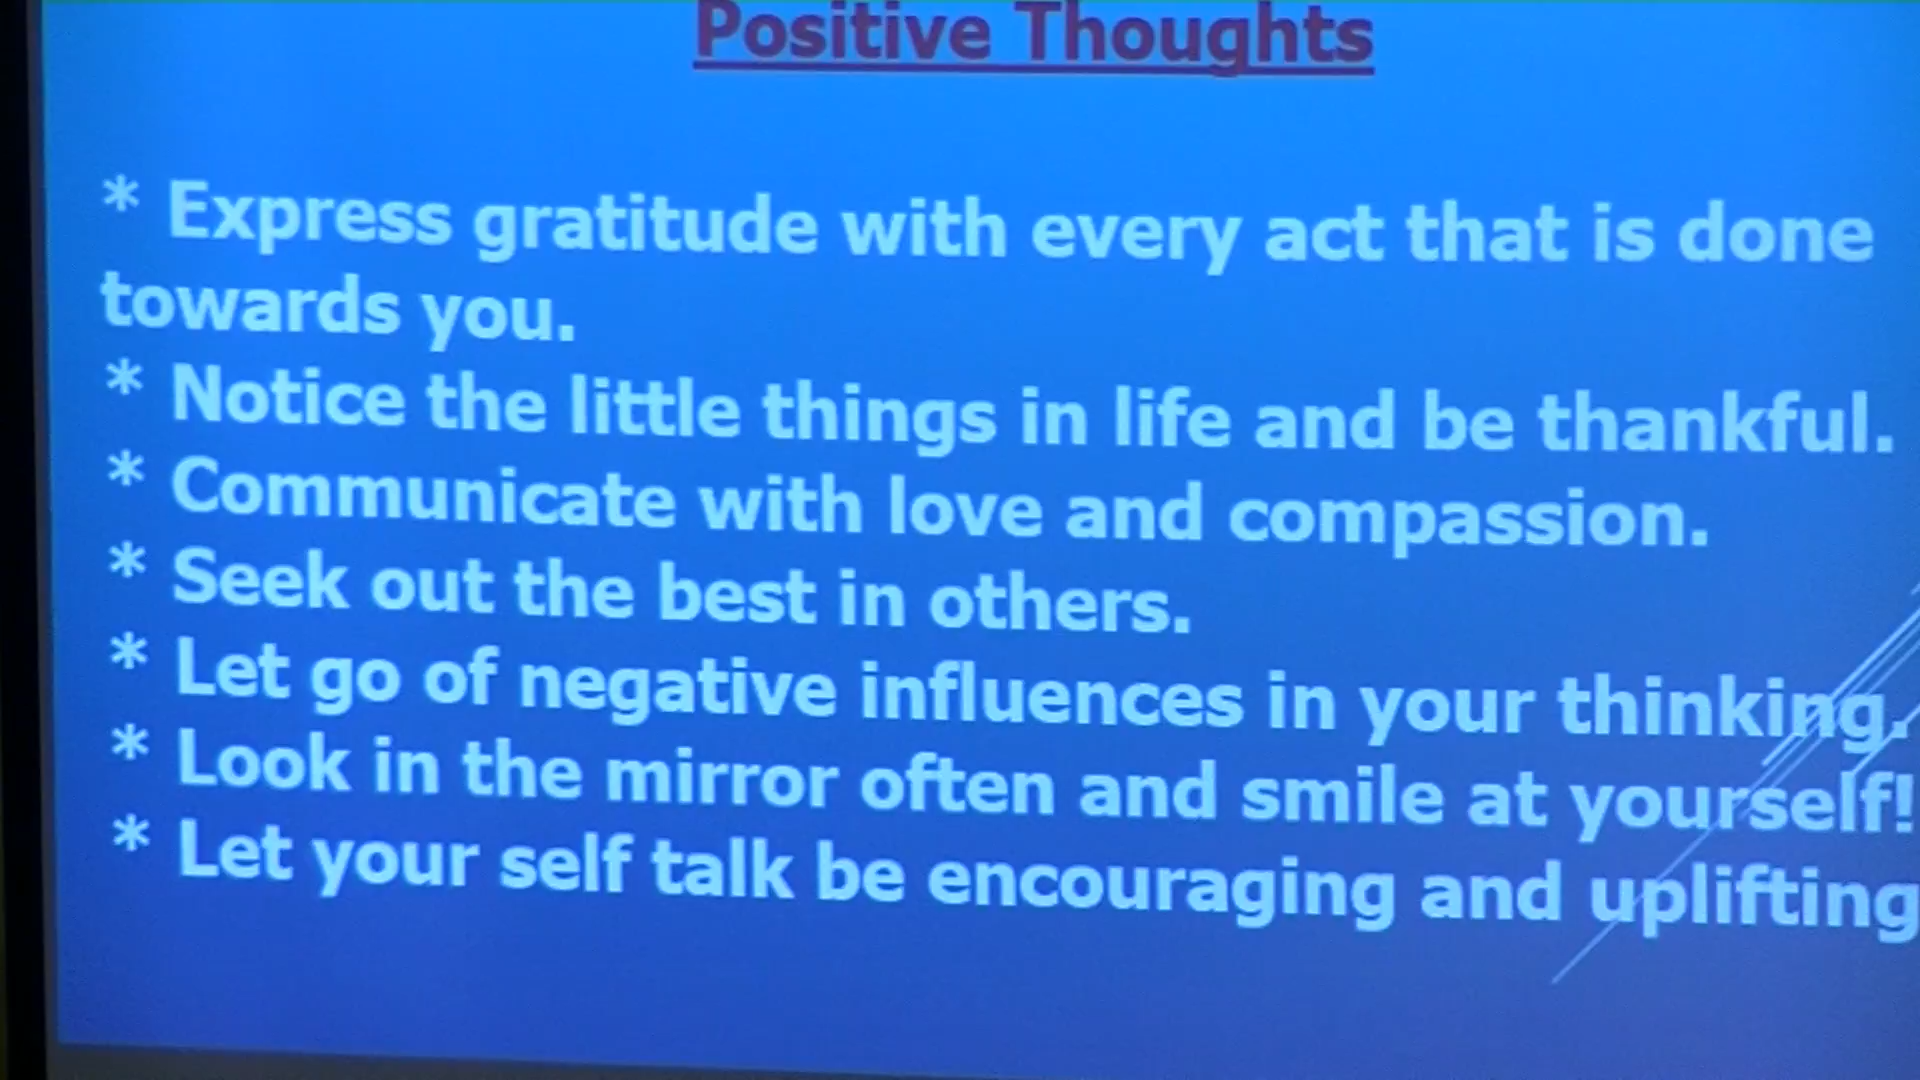 Positive Thoughts
* Express gratitude with every act that is done
towards you.
* Notice the little things in life and be thankful.
* Communicate with love and compassion.
* Seek out the best in others.
* Let go of negative influences in your thinking.
* Look in the mirror often and smile at yourself!
* Let your self talk be encouraging and uplifting